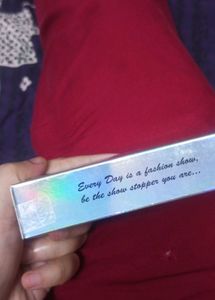 Every Day is a fashion show,
be the show stopper you are...